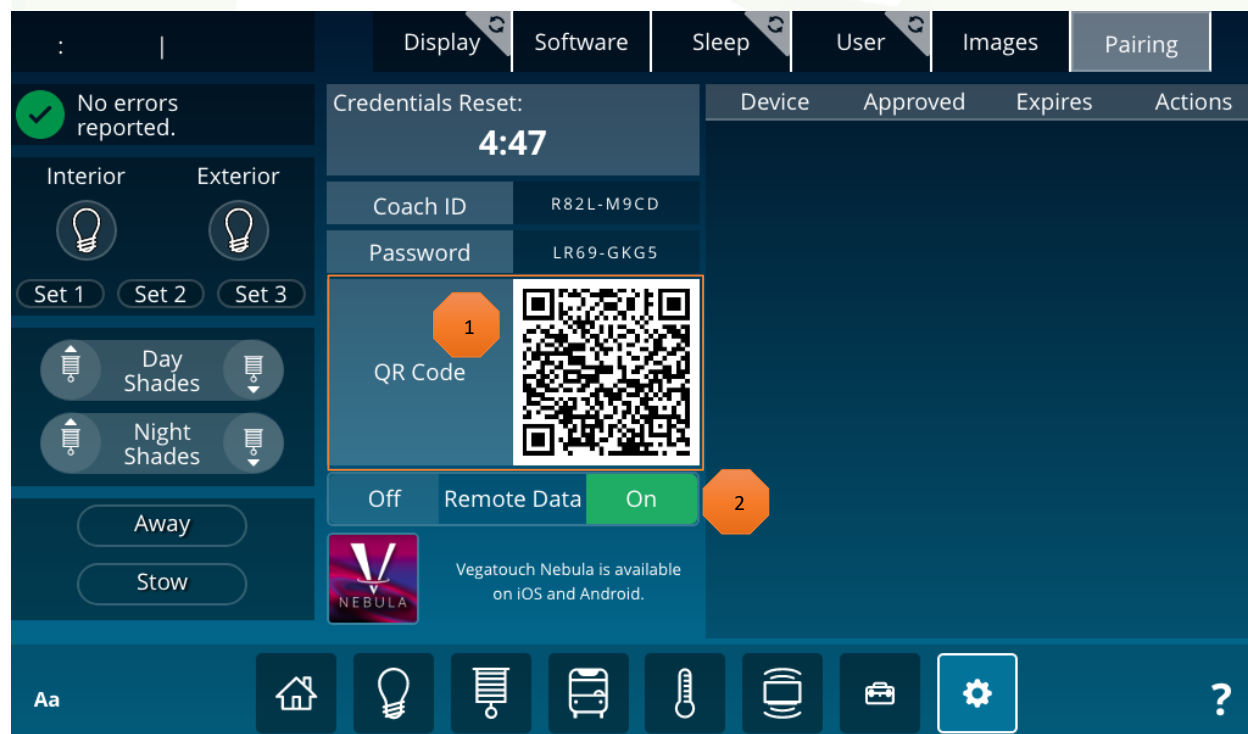 : |
Display
Software
Sleep
User
Images
Pairing
No errors
reported.
Interior Exterior
Set 1 Set 2 Set 3
Day
Shades
Night
Shades
Away
Stow
Credentials Reset:
4:47
Coach ID R82L-M9CD
Password LR69-GKG5
QR Code
1
Off Remote Data On
2
NEBULA
Vegatouch Nebula is available
on iOS and Android.
Device Approved Expires Actions
Aa
?